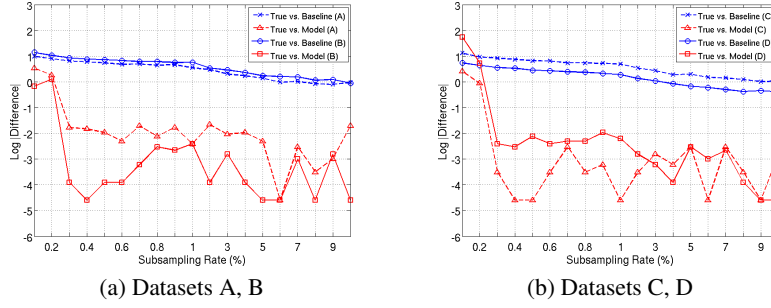 3
2
1
0
-1
-2
-3
-4
-5
-6
Log |Difference|
True vs. Baseline (A)
True vs. Model (A)
True vs. Baseline (B)
True vs. Model (B)
0.2 0.4 0.6 0.8 1 3 5 7 9
Subsampling Rate (%)
(a) Datasets A, B
3
2
1
0
-1
-2
-3
-4
-5
-6
Log |Difference|
True vs. Baseline (C
True vs. Model (C)
True vs. Baseline (D
True vs. Model (D)
0.2 0.4 0.6 0.8 1 3 5 7 9
Subsampling Rate (%)
(b) Datasets C, D